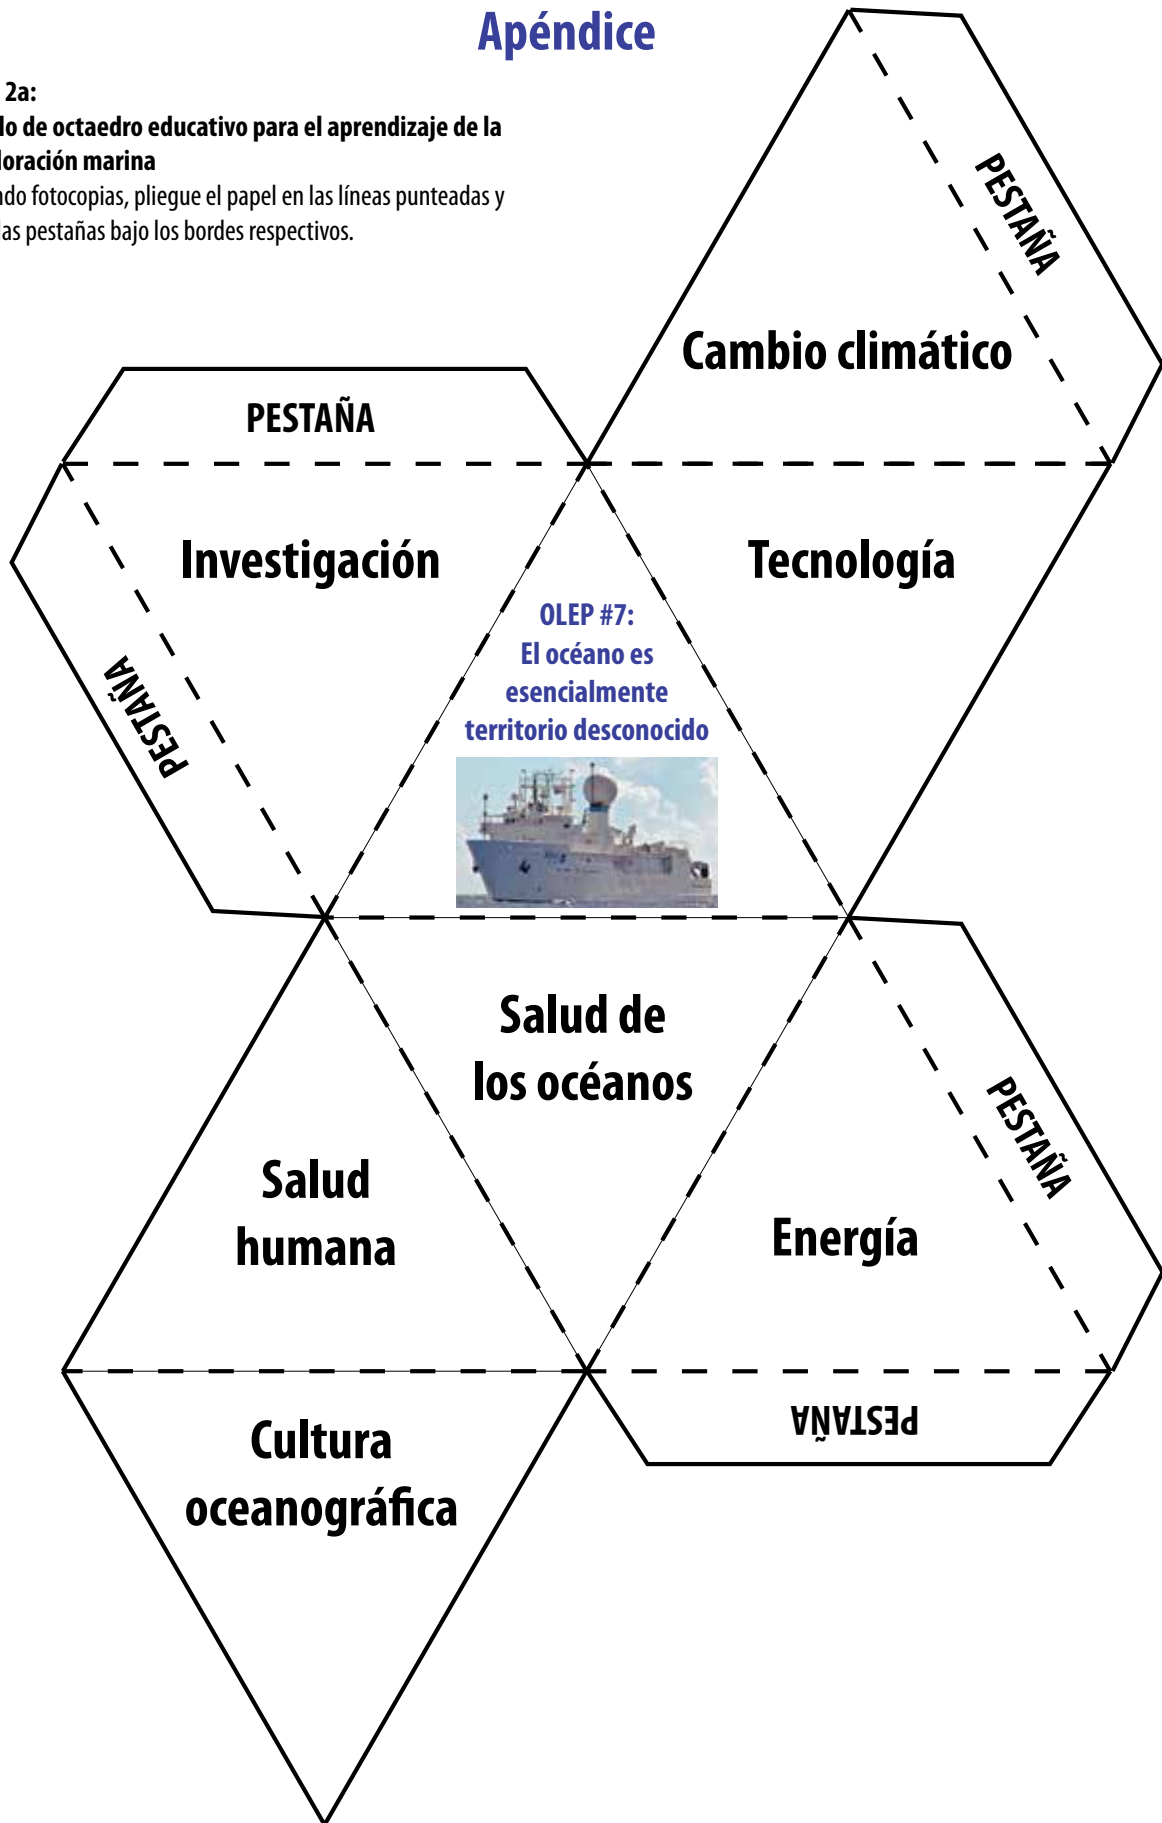 Apéndice
2a:
lo de octaedro educativo para el aprendizaje de la
loración marina
ndo fotocopias, pliegue el papel en las líneas punteadas y
las pestañas bajo los bordes respectivos.
PESTAÑA
Cambio climático
PESTAÑA
Investigación
Tecnología
PESTAÑA
OLEP #7:
El océano es
esencialmente
territorio desconocido
Salud de
los océanos
PESTAÑA
Salud
humana
Energía
PESTAÑA
Cultura
oceanográfica